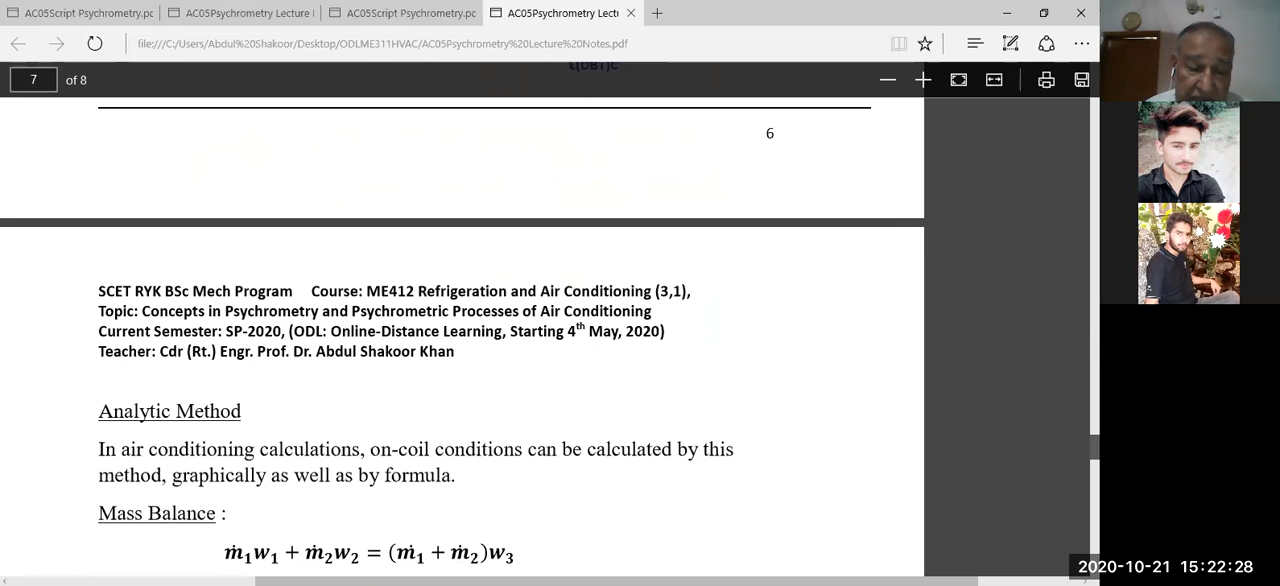 AC05Script Psychrometry.pc
AC05Psychrometry Lecture
AC05Script Psychrometry.pc
AC05Psychrometry Lectu
file:///C:/Users/Abdul%20Shakoor/Desktop/ODLME311HVAC/AC05Psychrometry%20Lecture%20Notes.pdf
7 of 8
t(DBT)C
6
SCET RYK BSc Mech Program Course: ME412 Refrigeration and Air Conditioning (3,1),
Topic: Concepts in Psychrometry and Psychrometric Processes of Air Conditioning
Current Semester: SP-2020, (ODL: Online-Distance Learning, Starting 4th May, 2020)
Teacher: Cdr (Rt.) Engr. Prof. Dr. Abdul Shakoor Khan
Analytic Method
In air conditioning calculations, on-coil conditions can be calculated by this
method, graphically as well as by formula.
Mass Balance :
ṁ₁w₁ + ṁ₂w₂ = (ṁ₁ + ṁ₂)w₃
2020-10-21 15:22:28